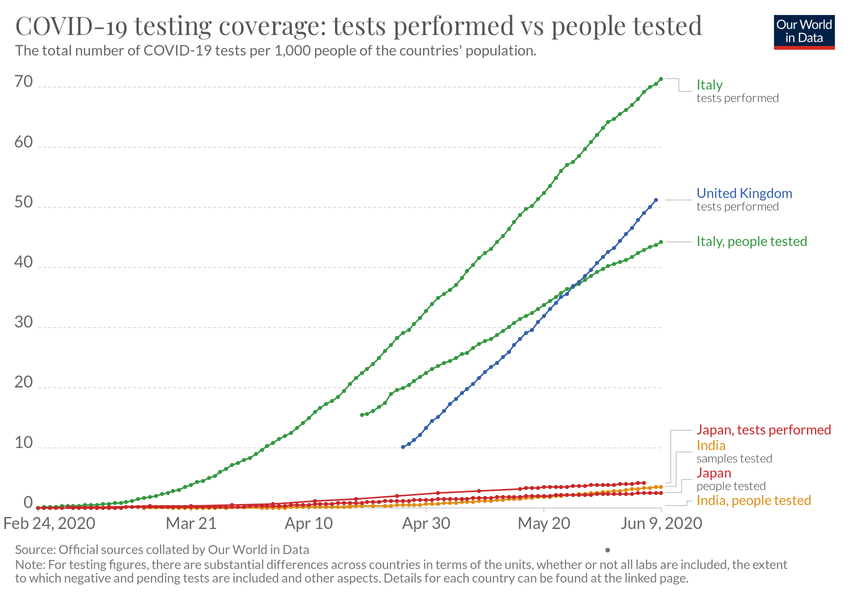 COVID-19 testing coverage: tests performed vs people tested
Our World
in Data
The total number of COVID-19 tests per 1,000 people of the countries' population.
70
60
50
40
30
20
10
0
Italy
tests performed
United Kingdom
tests performed
Italy, people tested
Japan, tests performed
India
samples tested
Japan
people tested
India, people tested
Feb 24, 2020 Mar 21 Apr 10 Apr 30 May 20 Jun 9, 2020
Source: Official sources collated by Our World in Data
Note: For testing figures, there are substantial differences across countries in terms of the units, whether or not all labs are included, the extent
to which negative and pending tests are included and other aspects. Details for each country can be found at the linked page.